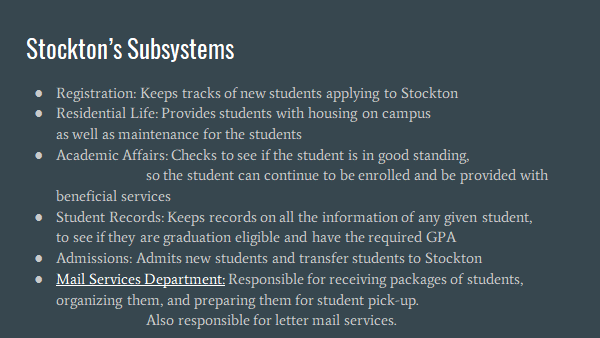 Stockton's Subsystems
● Registration: Keeps tracks of new students applying to Stockton
● Residential Life: Provides students with housing on campus
as well as maintenance for the students
● Academic Affairs: Checks to see if the student is in good standing,
so the student can continue to be enrolled and be provided with
beneficial services
● Student Records: Keeps records on all the information of any given student,
to see if they are graduation eligible and have the required GPA
● Admissions: Admits new students and transfer students to Stockton
● Mail Services Department: Responsible for receiving packages of students,
organizing them, and preparing them for student pick-up.
Also responsible for letter mail services.